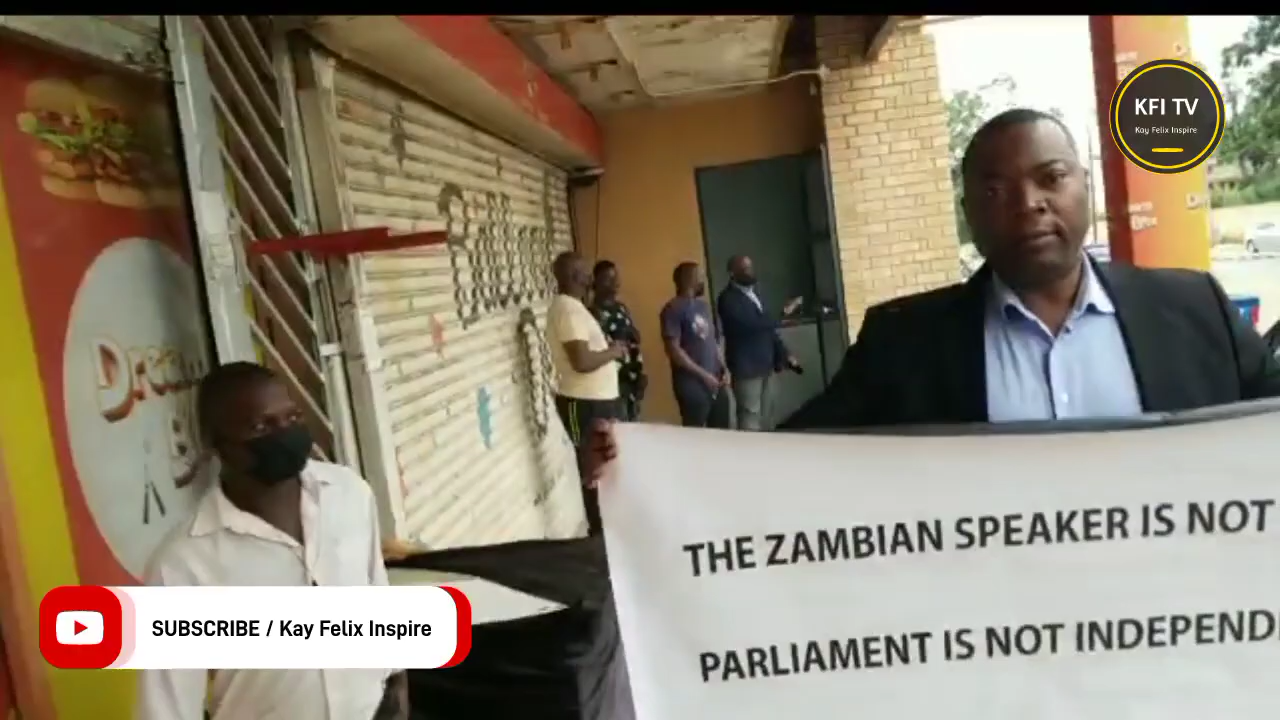 KFI TV
Kay Felix Inspire
THE ZAMBIAN SPEAKER IS NOT
PARLIAMENT IS NOT INDEPEND
SUBSCRIBE / Kay Felix Inspire